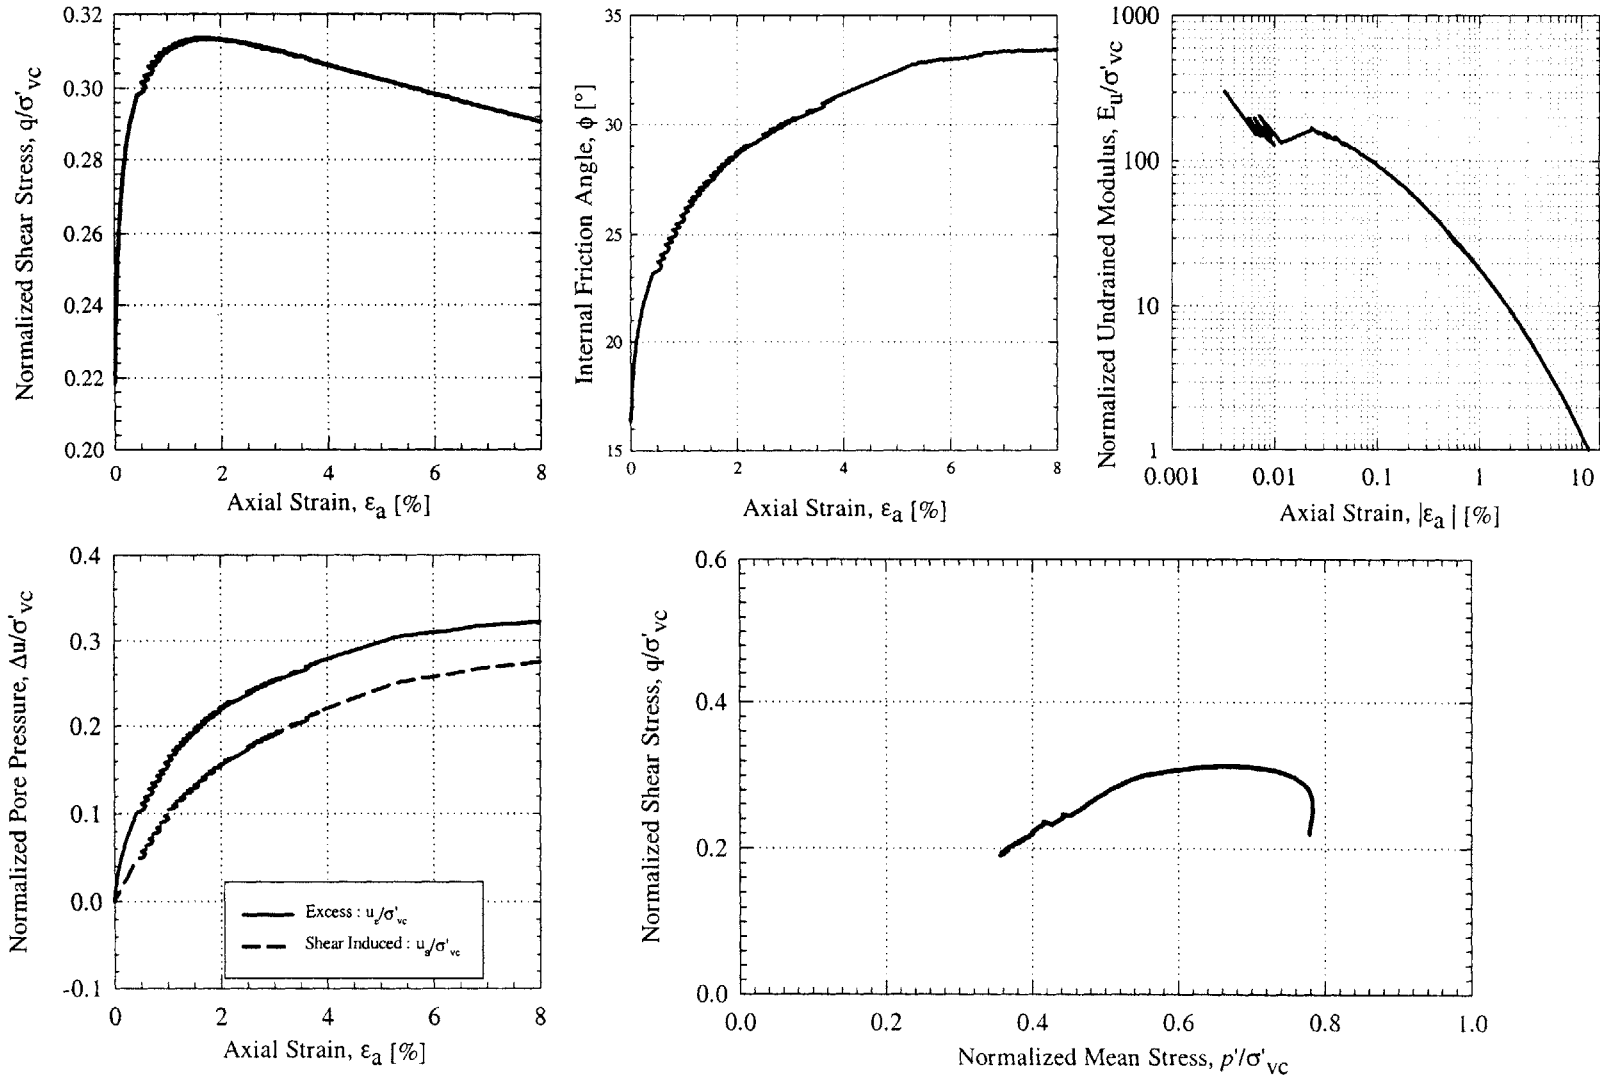 Normalized Shear Stress, q/σ'vc
0.32
0.30
0.28
0.26
0.24
0.22
0.20
0 2 4 6 8
Axial Strain, εa [%]
Internal Friction Angle, ϕ [°]
35
30
25
20
15
0 2 4 6 8
Axial Strain, εa [%]
Normalized Undrained Modulus, Eu/σ'vc
1000
100
10
1
0.001 0.01 0.1 1 10
Axial Strain, |εa| [%]
Normalized Pore Pressure, Δu/σ'vc
0.4
0.3
0.2
0.1
0.0
-0.1
Excess : ue/σ'vc
Shear Induced : us/σ'vc
0 2 4 6 8
Axial Strain, εa [%]
Normalized Shear Stress, q/σ'vc
0.6
0.4
0.2
0.0
0.0 0.2 0.4 0.6 0.8 1.0
Normalized Mean Stress, p'/σ'vc